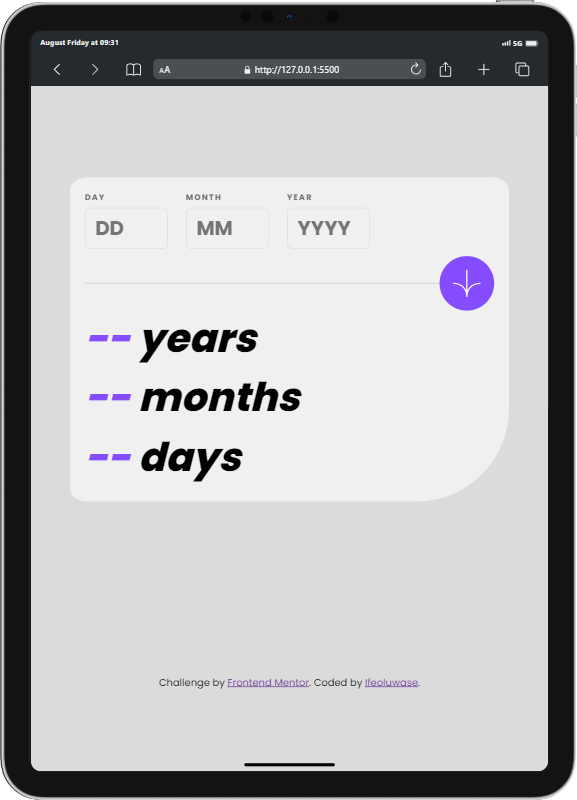 August Friday at 09:31
5G
AA
http://127.0.0.1:5500
DAY MONTH YEAR
DD MM YYYY
-- years
-- months
-- days
Challenge by Frontend Mentor. Coded by Ifeoluwase.